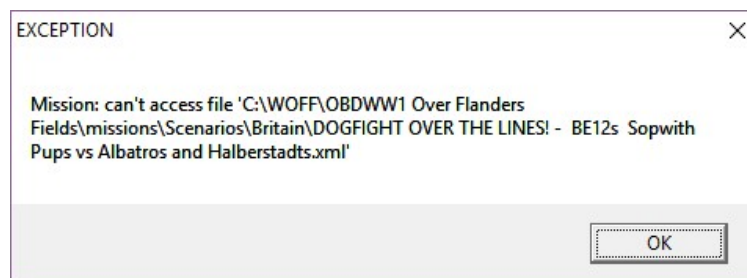 EXCEPTION
Mission: can't access file 'C:\WOFF\OBDWW1 Over Flanders
Fields\missions\Scenarios\Britain\DOGFIGHT OVER THE LINES! -  BE12s  Sopwith
Pups vs Albatros and Halberstadts.xml'
OK